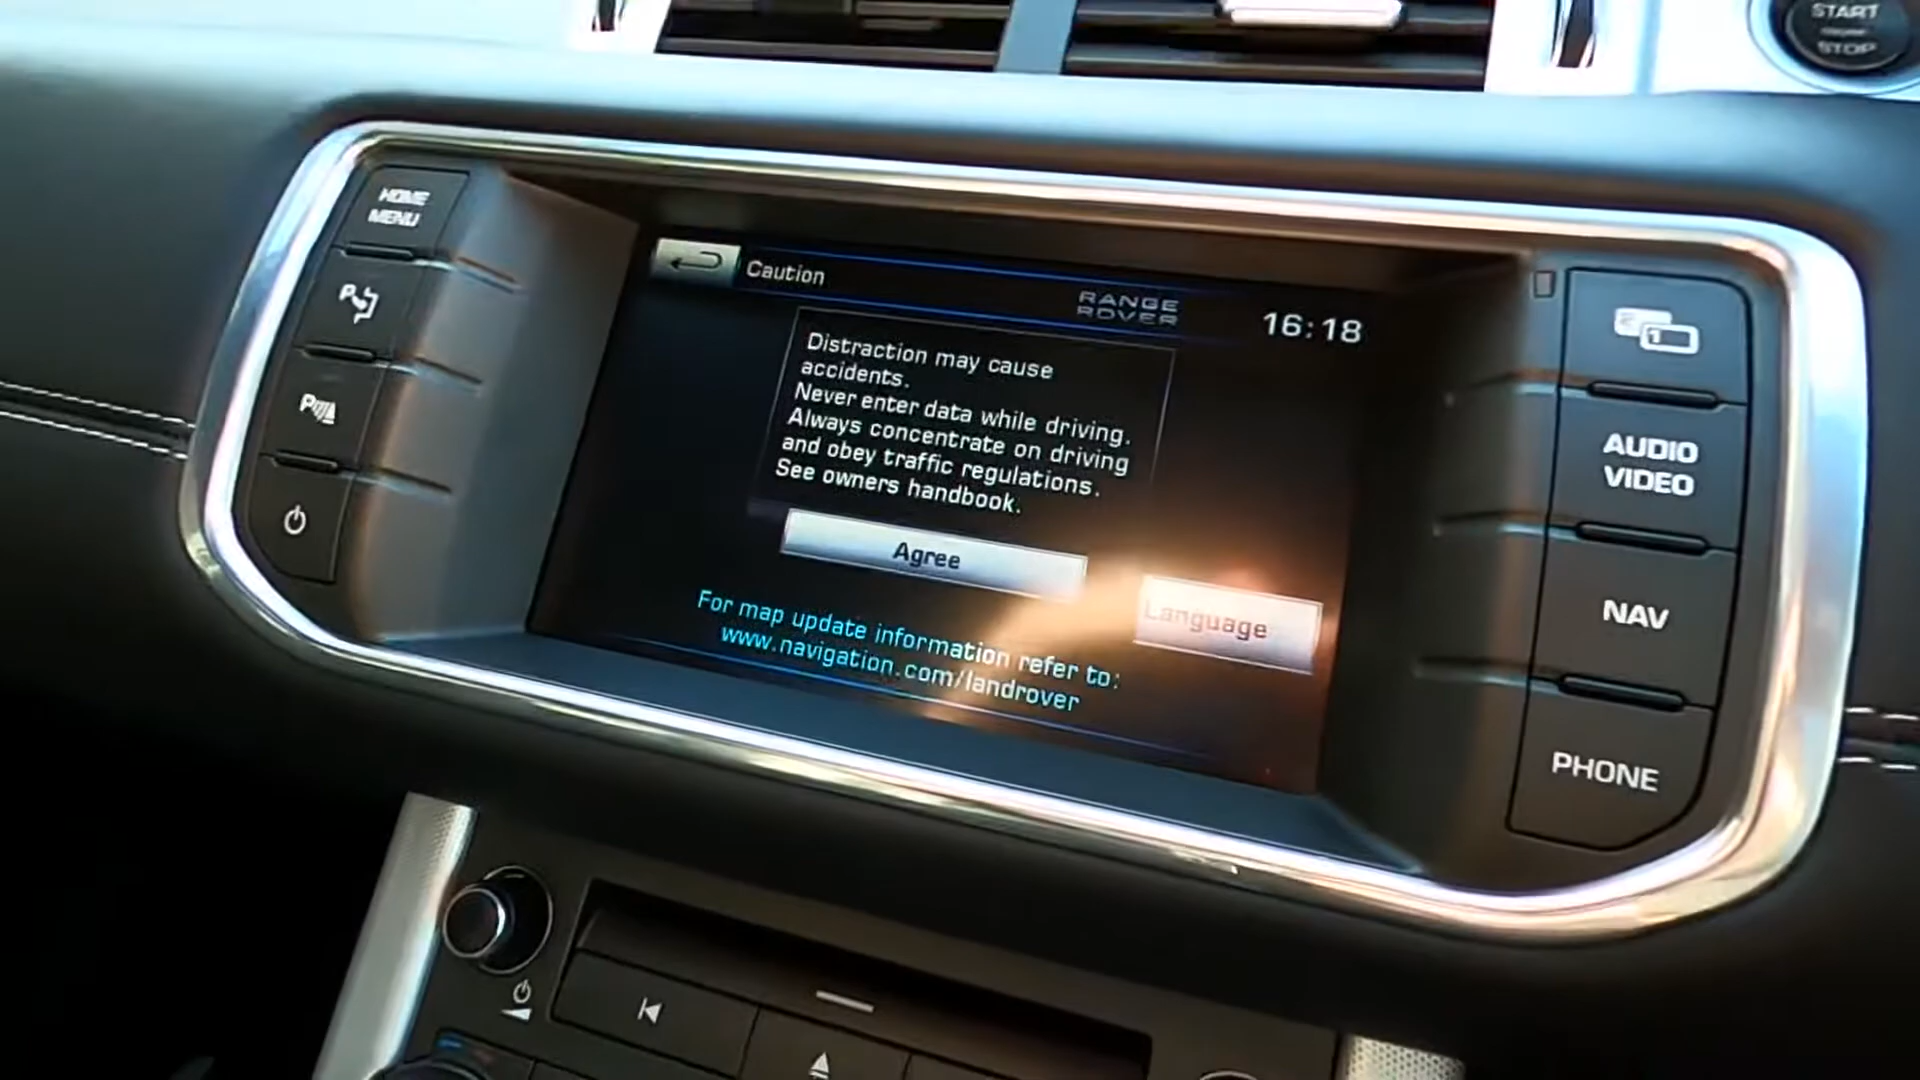 START
STOP
HOME
MENU
Caution
RANGE
ROVER
16:18
Distraction may cause
accidents.
Never enter data while driving.
Always concentrate on driving
and obey traffic regulations.
See owners handbook.
Agree
Language
For map update information refer to:
www.navigation.com/landrover
P
P
2
1
AUDIO
VIDEO
NAV
PHONE